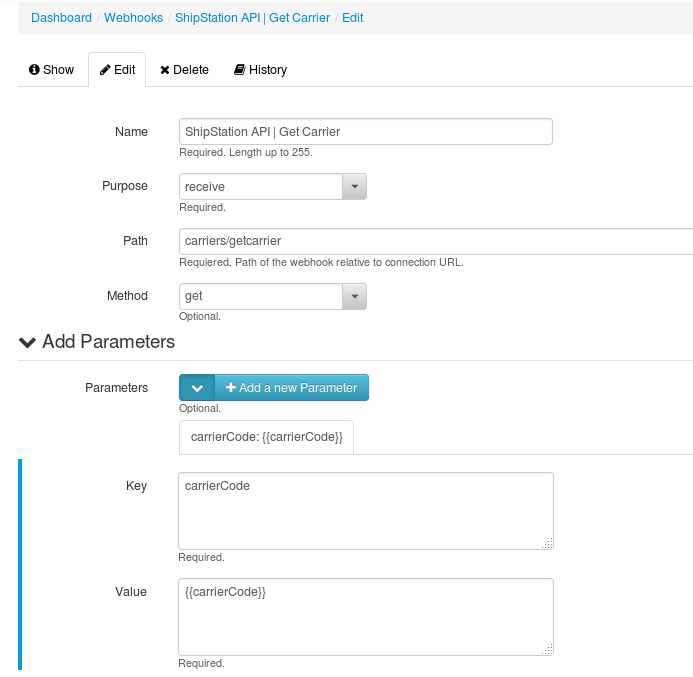 Dashboard / Webhooks / ShipStation API | Get Carrier / Edit
Show Edit Delete History
Name ShipStation API | Get Carrier
Required. Length up to 255.
Purpose receive
Required.
Path carriers/getcarrier
Requiered. Path of the webhook relative to connection URL.
Method get
Optional.
Add Parameters
Parameters Add a new Parameter
Optional.
carrierCode: {{carrierCode}}
Key carrierCode
Required.
Value {{carrierCode}}
Required.